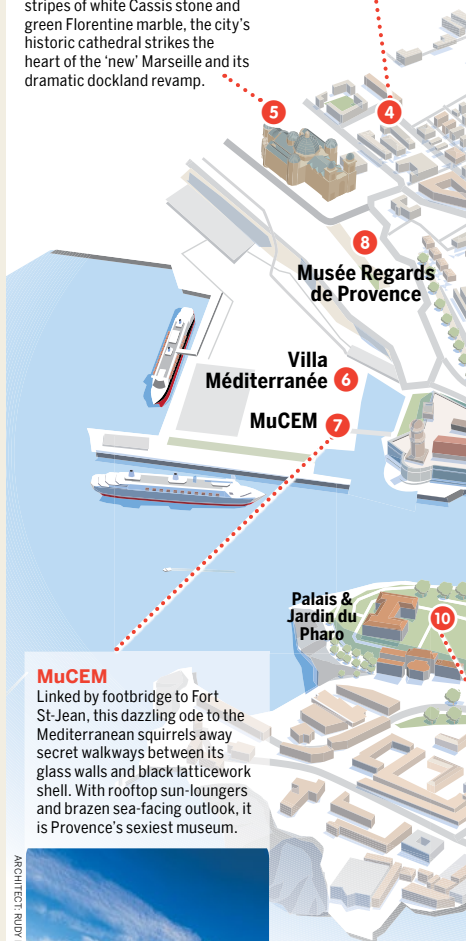 stripes of white Cassis stone and
green Florentine marble, the city's
historic cathedral strikes the
heart of the ‘new’ Marseille and its
dramatic dockland revamp.
5
4
8
Musée Regards
de Provence
Villa
Méditerranée 6
MuCEM 7
Palais &
Jardin du
Pharo
10
MuCEM
Linked by footbridge to Fort
St-Jean, this dazzling ode to the
Mediterranean squirrels away
secret walkways between its
glass walls and black latticework
shell. With rooftop sun-loungers
and brazen sea-facing outlook, it
is Provence's sexiest museum.
ARCHITECT: RUDY